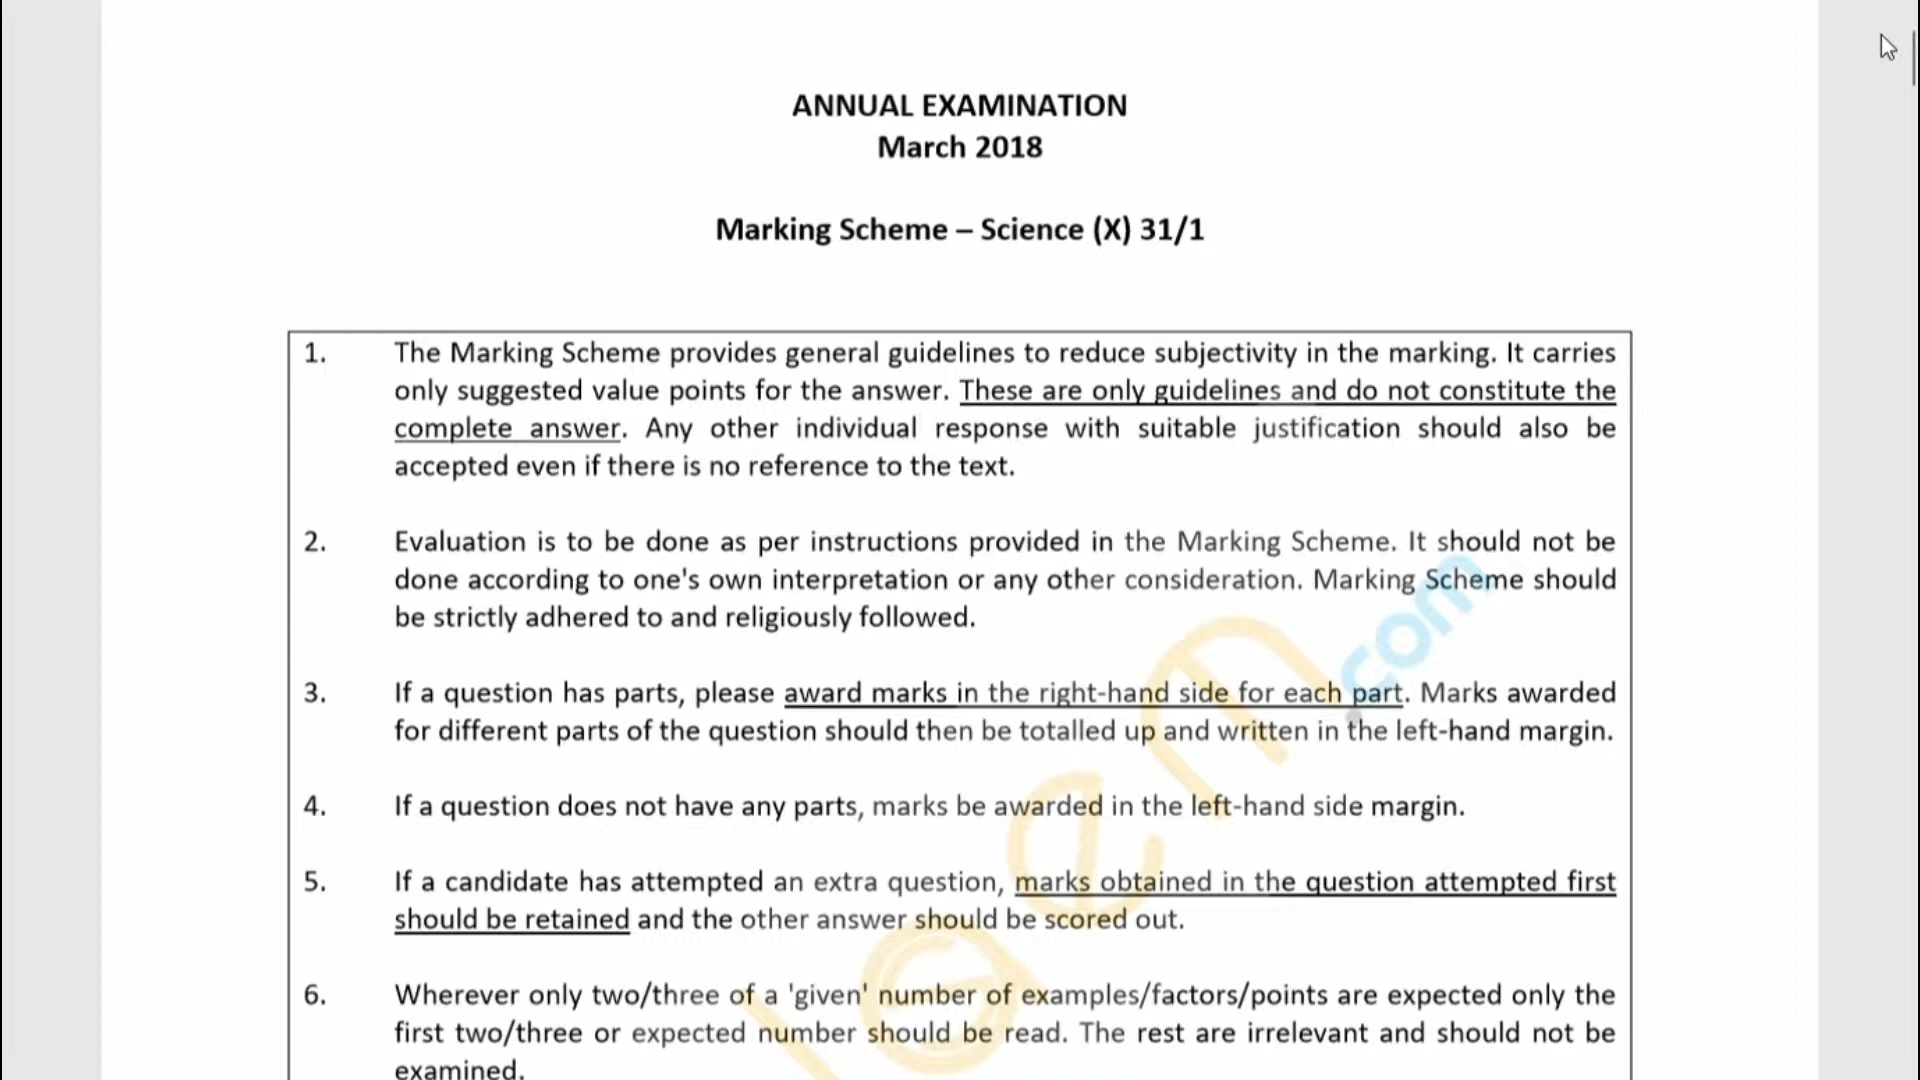 ANNUAL EXAMINATION
March 2018
Marking Scheme – Science (X) 31/1
1. The Marking Scheme provides general guidelines to reduce subjectivity in the marking. It carries
only suggested value points for the answer. These are only guidelines and do not constitute the
complete answer. Any other individual response with suitable justification should also be
accepted even if there is no reference to the text.
2. Evaluation is to be done as per instructions provided in the Marking Scheme. It should not be
done according to one's own interpretation or any other consideration. Marking Scheme should
be strictly adhered to and religiously followed.
3. If a question has parts, please award marks in the right-hand side for each part. Marks awarded
for different parts of the question should then be totalled up and written in the left-hand margin.
4. If a question does not have any parts, marks be awarded in the left-hand side margin.
5. If a candidate has attempted an extra question, marks obtained in the question attempted first
should be retained and the other answer should be scored out.
6. Wherever only two/three of a 'given' number of examples/factors/points are expected only the
first two/three or expected number should be read. The rest are irrelevant and should not be
examined.
.com